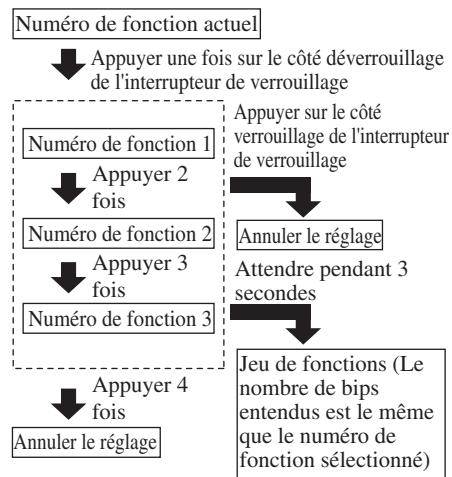 Numéro de fonction actuel
Appuyer une fois sur le côté déverrouillage
de l'interrupteur de verrouillage
Appuyer sur le côté
verrouillage de l'interrupteur
de verrouillage
Numéro de fonction 1
Appuyer 2
fois
Numéro de fonction 2
Annuler le réglage
Appuyer 3
fois
Attendre pendant 3
secondes
Numéro de fonction 3
Jeu de fonctions (Le
nombre de bips
entendus est le même
que le numéro de
fonction sélectionné)
Appuyer 4
fois
Annuler le réglage